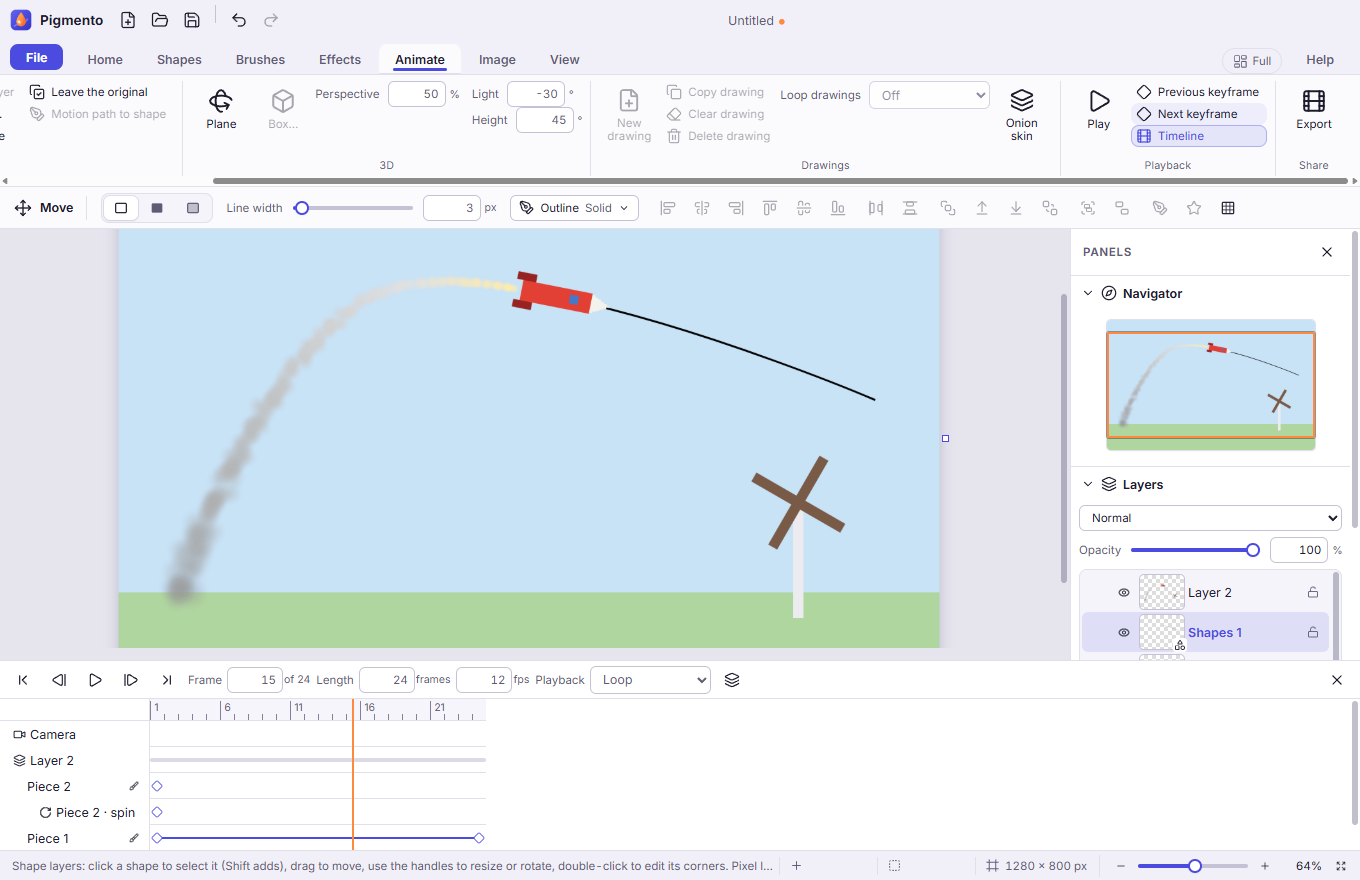 Pigmento
Untitled
File
Home
Shapes
Brushes
Effects
Animate
Image
View
Full
Help
yer
Leave the original
Motion path to shape
e
Plane
Box...
Perspective 50 %
Light -30 °
Height 45 °
3D
New drawing
Copy drawing
Clear drawing
Delete drawing
Loop drawings Off
Onion skin
Drawings
Play
Previous keyframe
Next keyframe
Timeline
Playback
Export
Share
Move
Line width 3 px
Outline Solid
PANELS
Navigator
Layers
Normal
Opacity 100 %
Layer 2
Shapes 1
Frame 15 of 24 Length 24 frames 12 fps Playback Loop
1 6 11 16 21
Camera
Layer 2
Piece 2
Piece 2 · spin
Piece 1
Shape layers: click a shape to select it (Shift adds), drag to move, use the handles to resize or rotate, double-click to edit its corners. Pixel l...
1280 × 800 px
64%